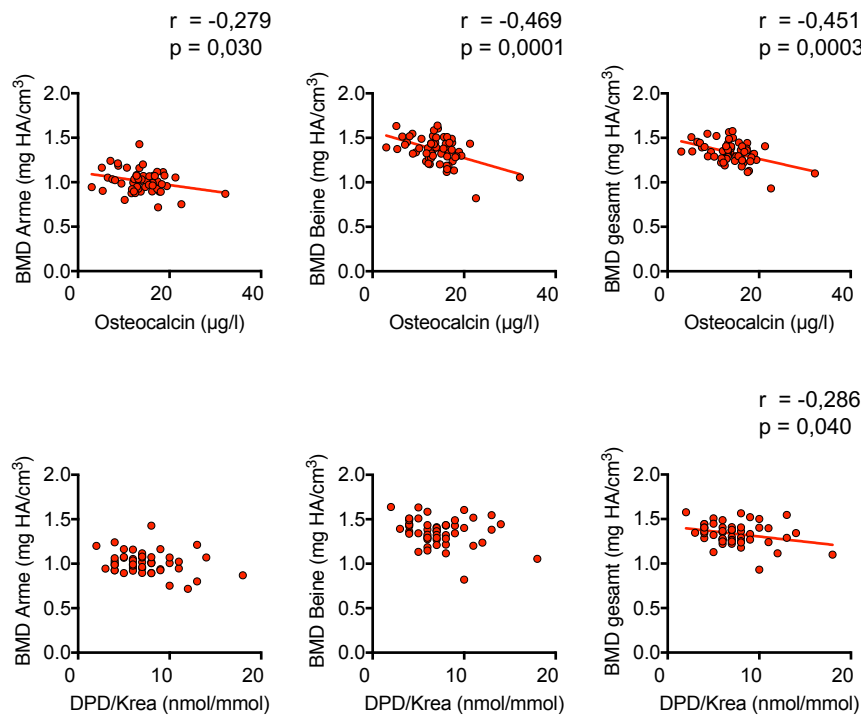 r = -0,279
p = 0,030
r = -0,469
p = 0,0001
r = -0,451
p = 0,0003
BMD Arme (mg HA/cm³)
2.0
1.5
1.0
0.5
0.0
0 20 40
Osteocalcin (µg/l)
BMD Beine (mg HA/cm³)
2.0
1.5
1.0
0.5
0.0
0 20 40
Osteocalcin (µg/l)
BMD gesamt (mg HA/cm³)
2.0
1.5
1.0
0.5
0.0
0 20 40
Osteocalcin (µg/l)
r = -0,286
p = 0,040
BMD Arme (mg HA/cm³)
2.0
1.5
1.0
0.5
0.0
0 10 20
DPD/Krea (nmol/mmol)
BMD Beine (mg HA/cm³)
2.0
1.5
1.0
0.5
0.0
0 10 20
DPD/Krea (nmol/mmol)
BMD gesamt (mg HA/cm³)
2.0
1.5
1.0
0.5
0.0
0 10 20
DPD/Krea (nmol/mmol)